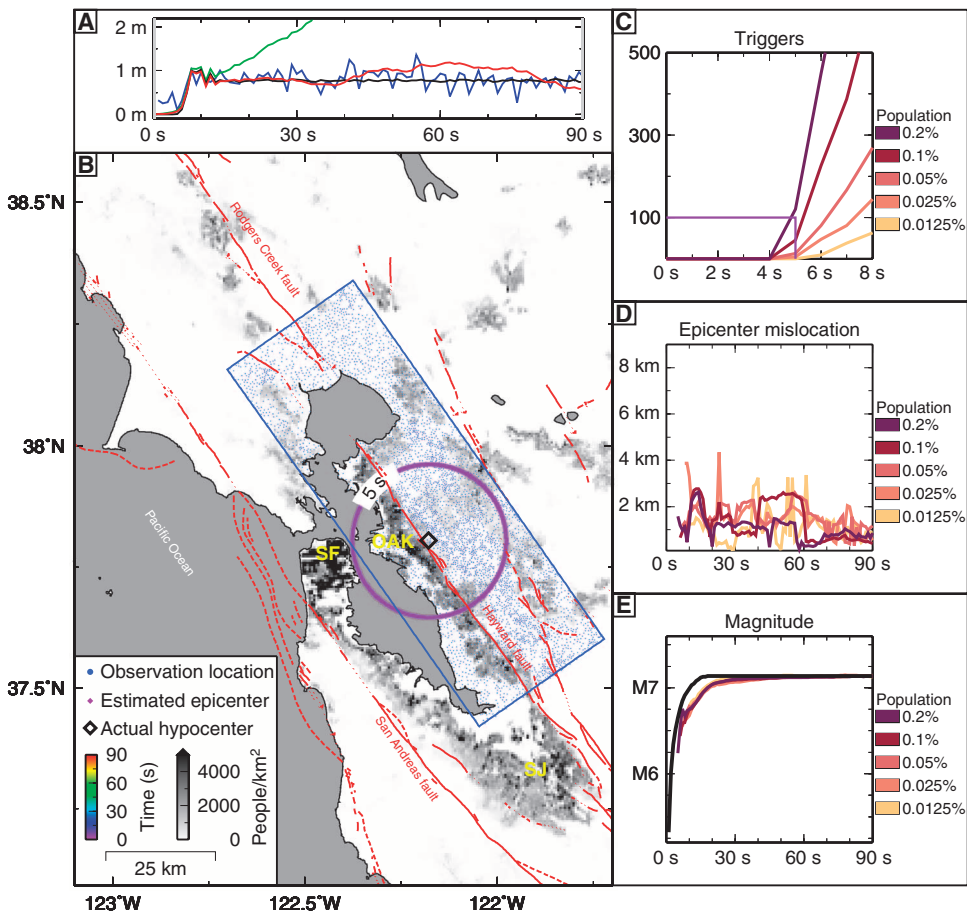 A
2 m
1 m
0 m
0 s
30 s
60 s
90 s
B
38.5°N
38°N
37.5°N
123°W
122.5°W
122°W
Rodgers Creek fault
Pacific Ocean
5 s
OAK
SF
Hayward fault
San Andreas fault
SJ
Observation location
Estimated epicenter
Actual hypocenter
90
60
30
0
Time (s)
4000
2000
0
People/km²
25 km
C
Triggers
500
300
100
0 s
2 s
4 s
6 s
8 s
Population
0.2%
0.1%
0.05%
0.025%
0.0125%
D
Epicenter mislocation
8 km
6 km
4 km
2 km
0 s
30 s
60 s
90 s
Population
0.2%
0.1%
0.05%
0.025%
0.0125%
E
Magnitude
M7
M6
0 s
30 s
60 s
90 s
Population
0.2%
0.1%
0.05%
0.025%
0.0125%